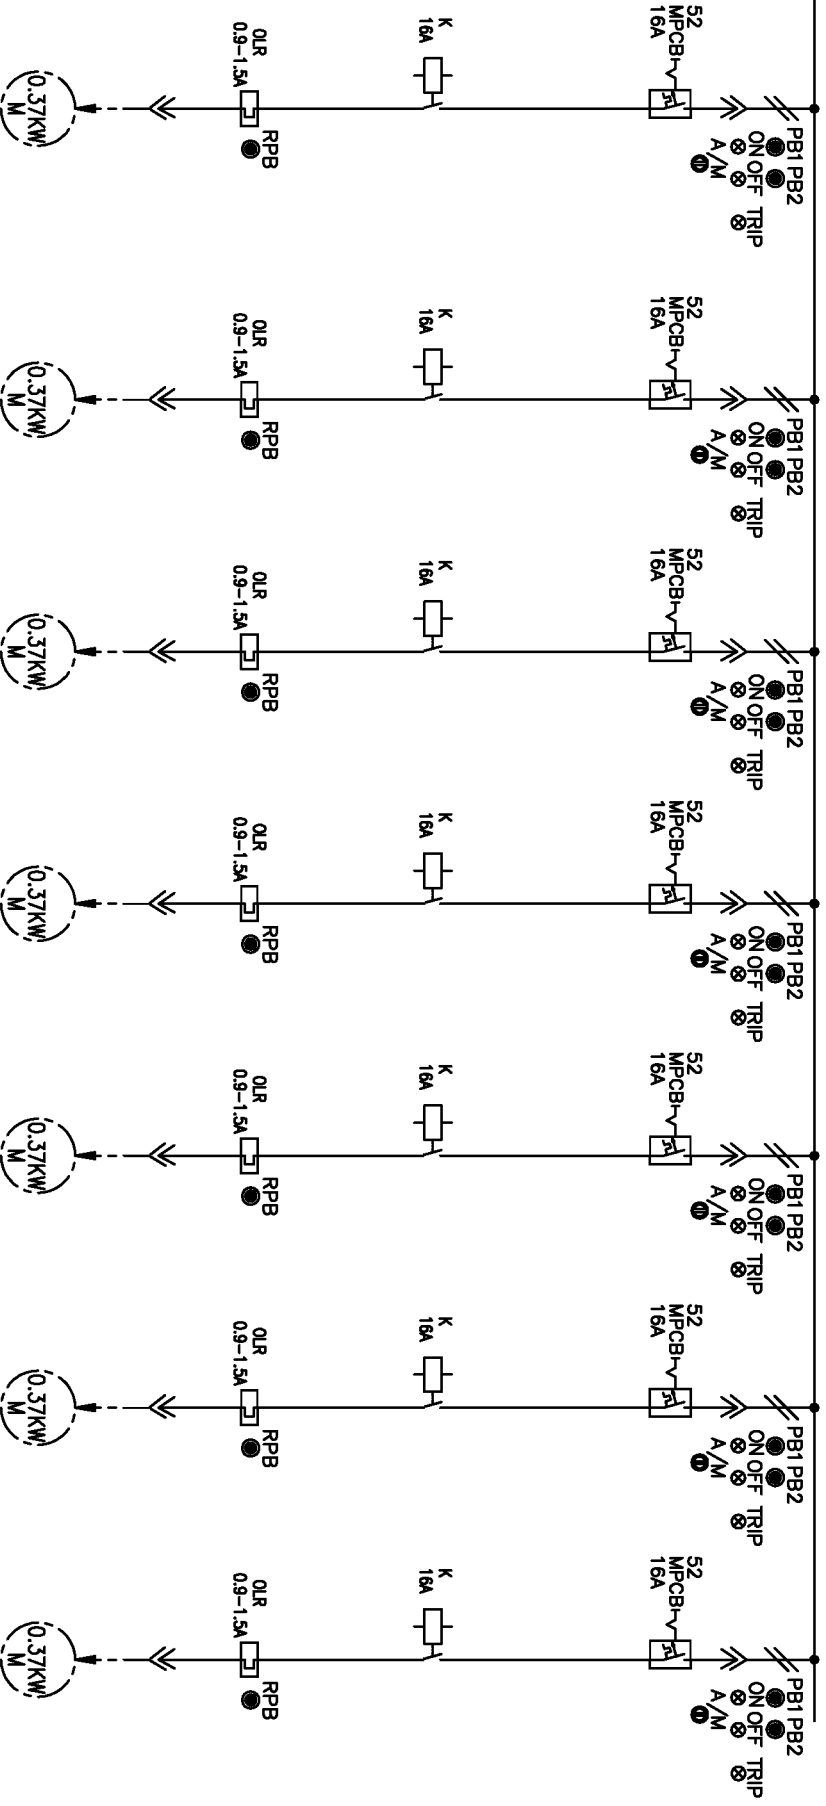 PB1 PB2
ON OFF TRIP
A/M
52
MPCB
16A
K
16A
OLR
0.9-1.5A
RPB
0.37KW
M
PB1 PB2
ON OFF TRIP
A/M
52
MPCB
16A
K
16A
OLR
0.9-1.5A
RPB
0.37KW
M
PB1 PB2
ON OFF TRIP
A/M
52
MPCB
16A
K
16A
OLR
0.9-1.5A
RPB
0.37KW
M
PB1 PB2
ON OFF TRIP
A/M
52
MPCB
16A
K
16A
OLR
0.9-1.5A
RPB
0.37KW
M
PB1 PB2
ON OFF TRIP
A/M
52
MPCB
16A
K
16A
OLR
0.9-1.5A
RPB
0.37KW
M
PB1 PB2
ON OFF TRIP
A/M
52
MPCB
16A
K
16A
OLR
0.9-1.5A
RPB
0.37KW
M
PB1 PB2
ON OFF TRIP
A/M
52
MPCB
16A
K
16A
OLR
0.9-1.5A
RPB
0.37KW
M